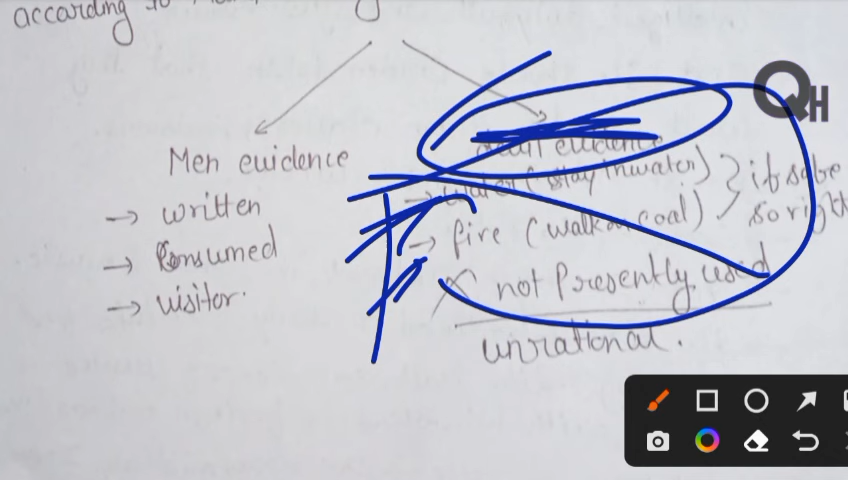 according to
Men evidence
→ written
→ Consumed
→ visitor.
evidence
→ water (stay in water)
→ fire (walk on coal)
if safe
so right
X not Presently used
unrational.
QH